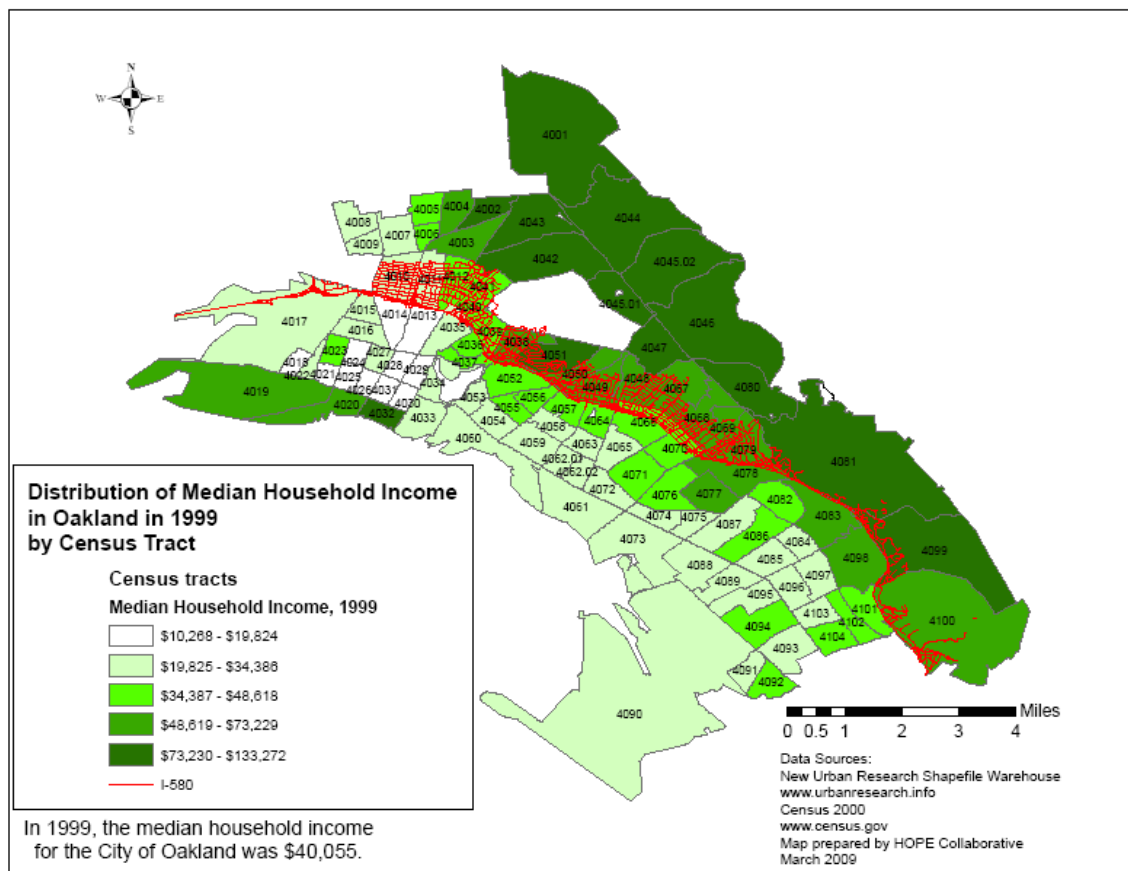 N
W E
S
4001
4005 4004 4002
4008 4007 4006 4003 4043 4044
4009
4042 4045.02
4010 4012
4041
4045.01
4015 4014 4013 4046
4017 4016 4035
4036 4038 4047
4023 4027 4037 4051
4018 4024 4028 4029 4050 4048 4067
4022 4021 4025 4034 4052 4049 4080
4019 4026 4031 4053 4056
4020 4030 4055 4057 4064 4066 4068 4069
4032 4033 4054 4058
4060 4059 4063 4065 4070 4079 4081
4062.01
4062.02 4071 4078
4072 4076 4077 4082
4061 4074 4075 4087 4083
4073 4086 4084
4085 4098 4099
4088 4097
4089 4096
4095
4103 4101
4094 4102 4100
4104
4093
4091
4092
4090
Distribution of Median Household Income
in Oakland in 1999
by Census Tract
Census tracts
Median Household Income, 1999
$10,268 - $19,824
$19,825 - $34,386
$34,387 - $48,618
$48,619 - $73,229
$73,230 - $133,272
I-580
In 1999, the median household income
for the City of Oakland was $40,055.
Miles
0 0.5 1 2 3 4
Data Sources:
New Urban Research Shapefile Warehouse
www.urbanresearch.info
Census 2000
www.census.gov
Map prepared by HOPE Collaborative
March 2009